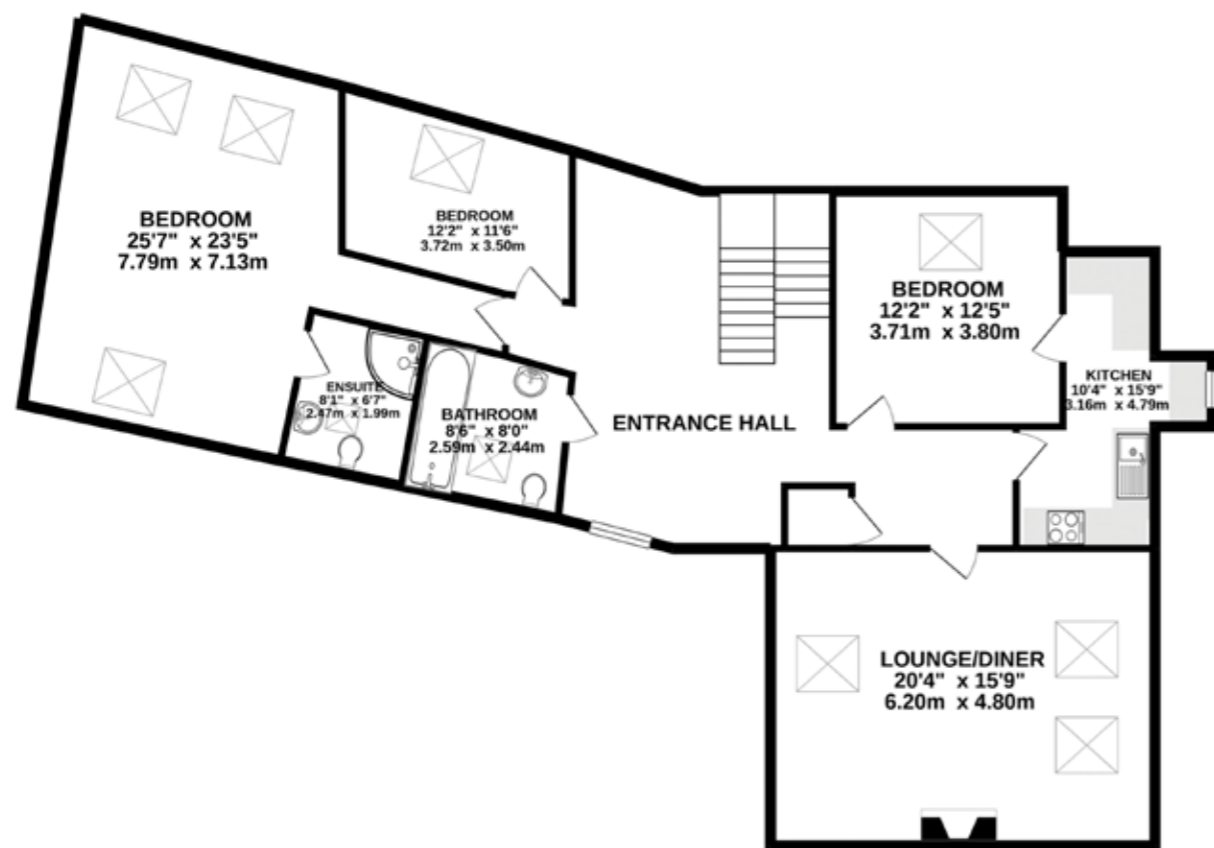 BEDROOM
25'7" x 23'5"
7.79m x 7.13m
BEDROOM
12'2" x 11'6"
3.72m x 3.50m
BEDROOM
12'2" x 12'5"
3.71m x 3.80m
KITCHEN
10'4" x 15'9"
3.16m x 4.79m
ENSUITE
8'1" x 6'7"
2.47m x 1.99m
BATHROOM
8'6" x 8'0"
2.59m x 2.44m
ENTRANCE HALL
LOUNGE/DINER
20'4" x 15'9"
6.20m x 4.80m